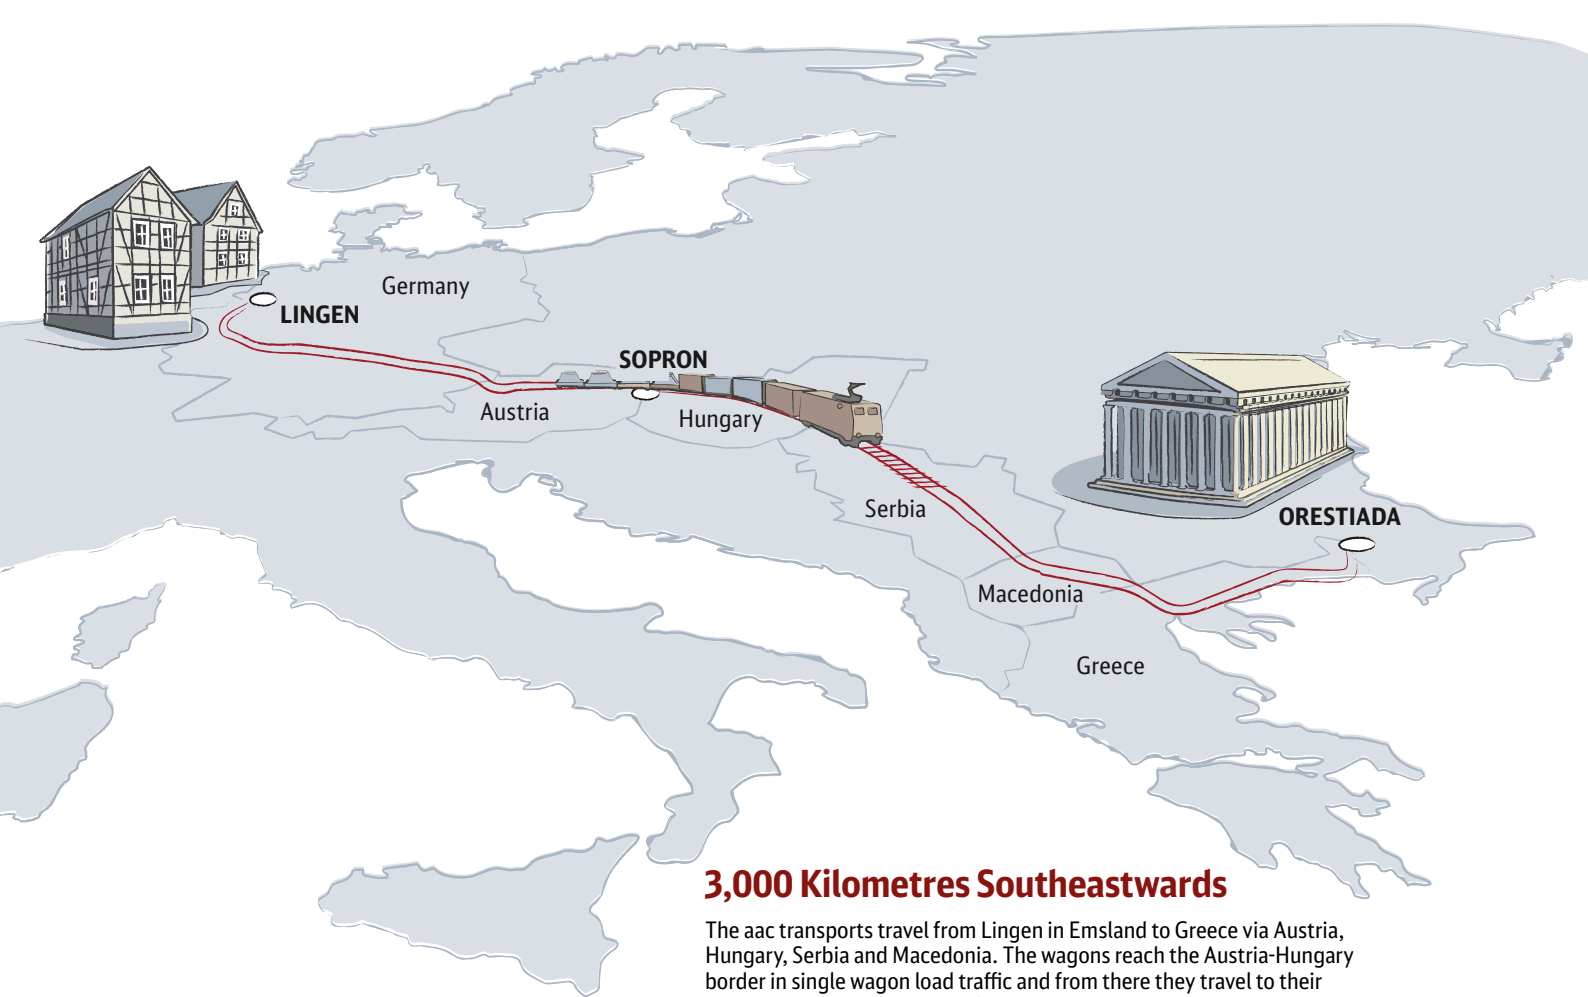 Germany
LINGEN
SOPRON
Austria
Hungary
Serbia
ORESTIADA
Macedonia
Greece
3,000 Kilometres Southeastwards
The aac transports travel from Lingen in Emsland to Greece via Austria,
Hungary, Serbia and Macedonia. The wagons reach the Austria-Hungary
border in single wagon load traffic and from there they travel to their